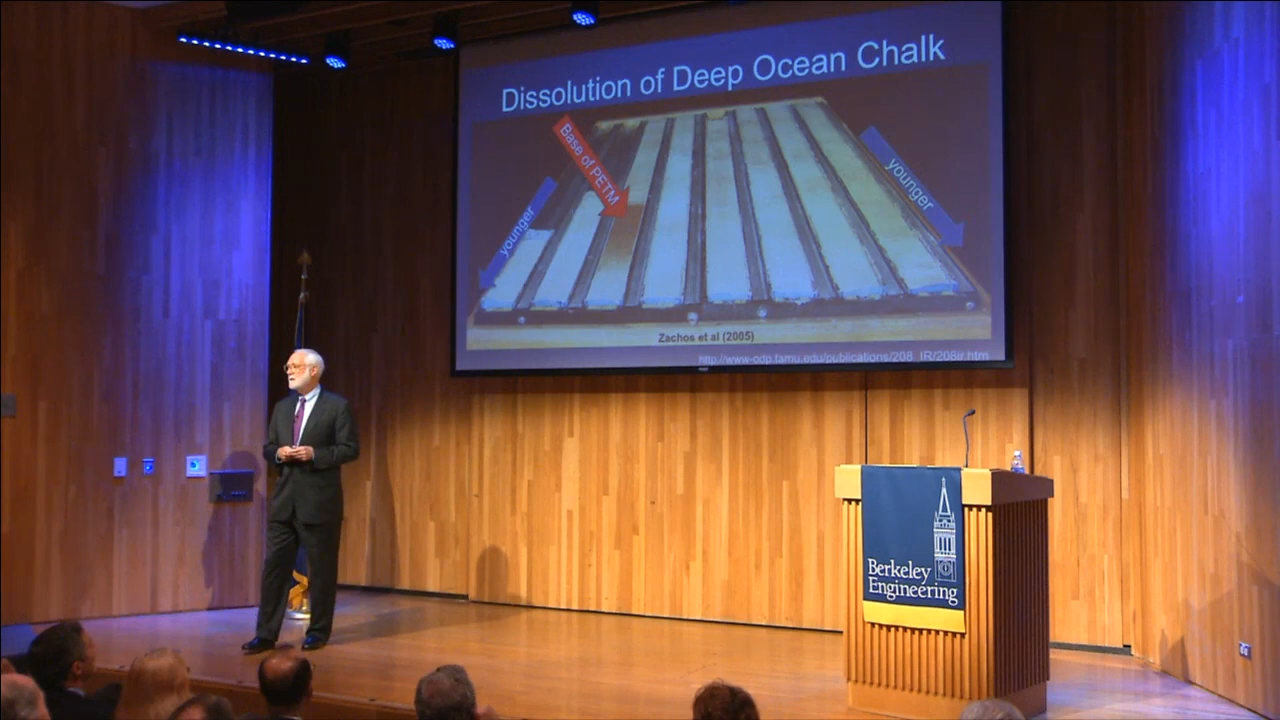 Dissolution of Deep Ocean Chalk
Base of PETM
younger
younger
Zachos et al (2005)
http://www-odp.tamu.edu/publications/208_IR/208ir.htm
Berkeley
Engineering